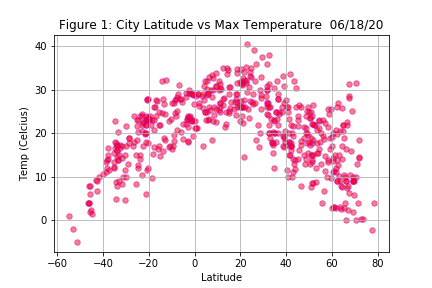 Figure 1: City Latitude vs Max Temperature  06/18/20
40
30
20
10
0
Temp (Celcius)
−60 −40 −20 0 20 40 60 80
Latitude